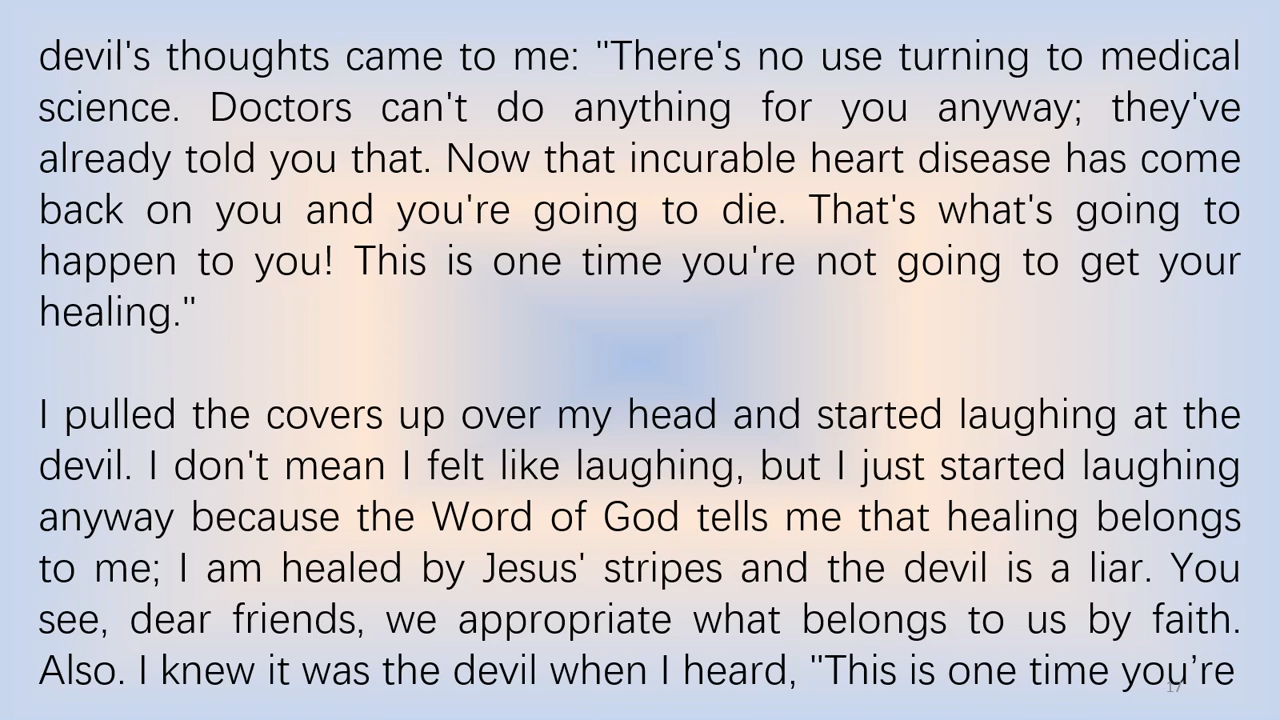 devil's thoughts came to me: "There's no use turning to medical
science. Doctors can't do anything for you anyway; they've
already told you that. Now that incurable heart disease has come
back on you and you're going to die. That's what's going to
happen to you! This is one time you're not going to get your
healing."
I pulled the covers up over my head and started laughing at the
devil. I don't mean I felt like laughing, but I just started laughing
anyway because the Word of God tells me that healing belongs
to me; I am healed by Jesus' stripes and the devil is a liar. You
see, dear friends, we appropriate what belongs to us by faith.
Also. I knew it was the devil when I heard, "This is one time you’re
17